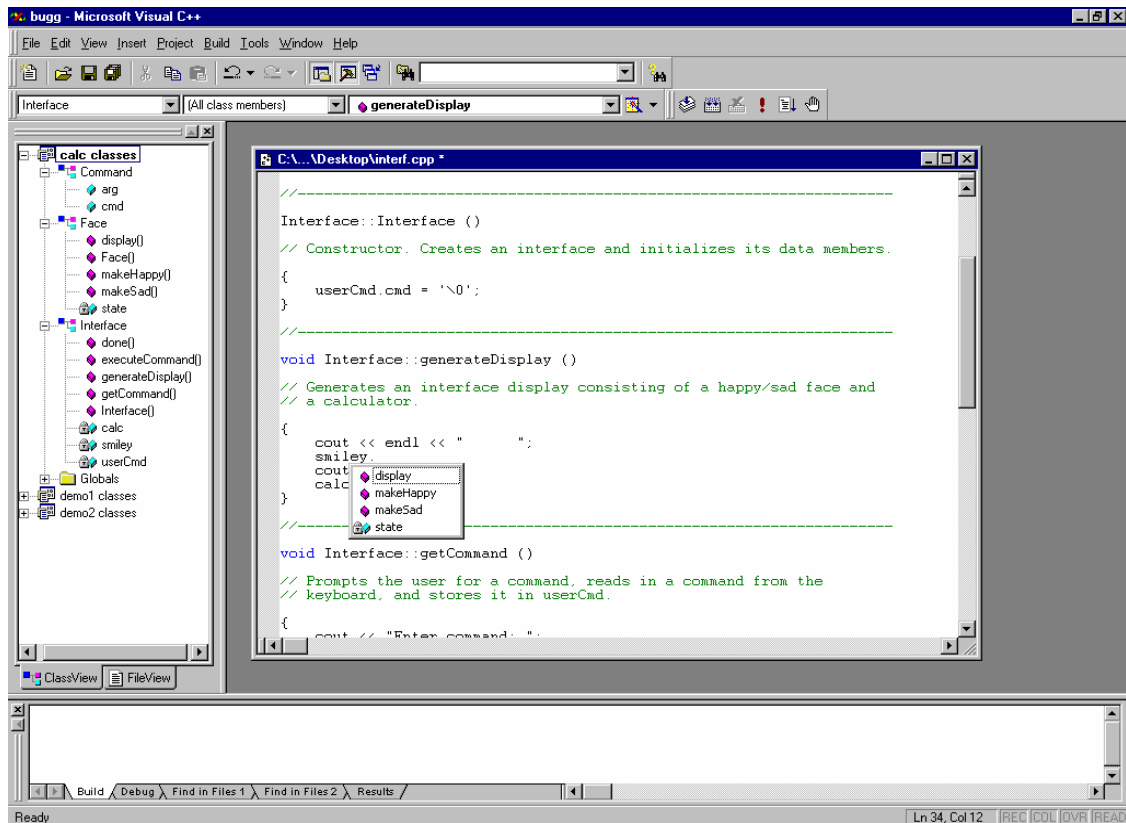 bugg - Microsoft Visual C++
File Edit View Insert Project Build Tools Window Help
Interface (All class members) generateDisplay
calc classes
Command
arg
cmd
Face
display()
Face()
makeHappy()
makeSad()
state
Interface
done()
executeCommand()
generateDisplay()
getCommand()
Interface()
calc
smiley
userCmd
Globals
demo1 classes
demo2 classes
ClassView FileView
C:\...\Desktop\interf.cpp *
//--------------------------------------------------------------------
Interface::Interface ()
// Constructor. Creates an interface and initializes its data members.
{
userCmd.cmd = '\0';
}
//--------------------------------------------------------------------
void Interface::generateDisplay ()
// Generates an interface display consisting of a happy/sad face and
// a calculator.
{
cout << endl << "       ";
smiley.
cout
calc
}
display
makeHappy
makeSad
state
//--------------------------------------------------------------------
void Interface::getCommand ()
// Prompts the user for a command, reads in a command from the
// keyboard, and stores it in userCmd.
{
cout << "Enter command: ";
Build Debug Find in Files 1 Find in Files 2 Results
Ready
Ln 34, Col 12 REC COL OVR READ